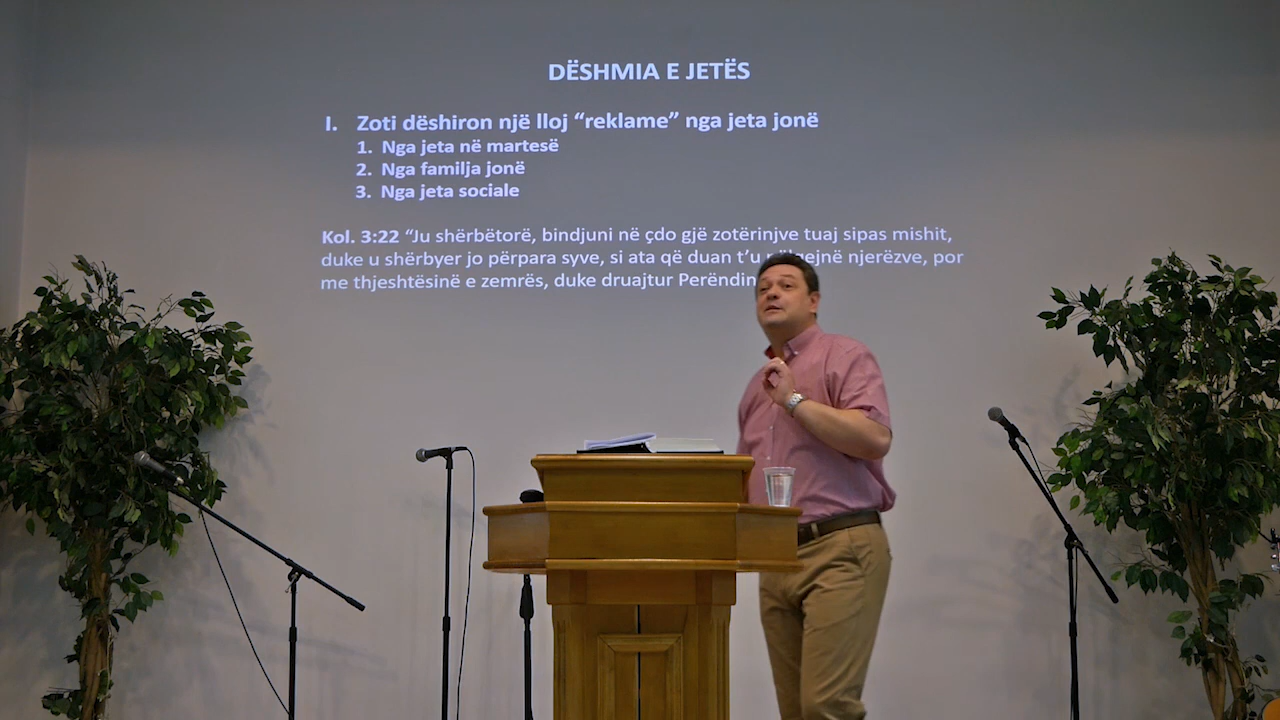 DËSHMIA E JETËS
I. Zoti dëshiron një lloj “reklame” nga jeta jonë
1. Nga jeta në martesë
2. Nga familja jonë
3. Nga jeta sociale
Kol. 3:22 “Ju shërbëtorë, bindjuni në çdo gjë zotërinjve tuaj sipas mishit,
duke u shërbyer jo përpara syve, si ata që duan t’u njerëzve, por
me thjeshtësinë e zemrës, duke druajtur